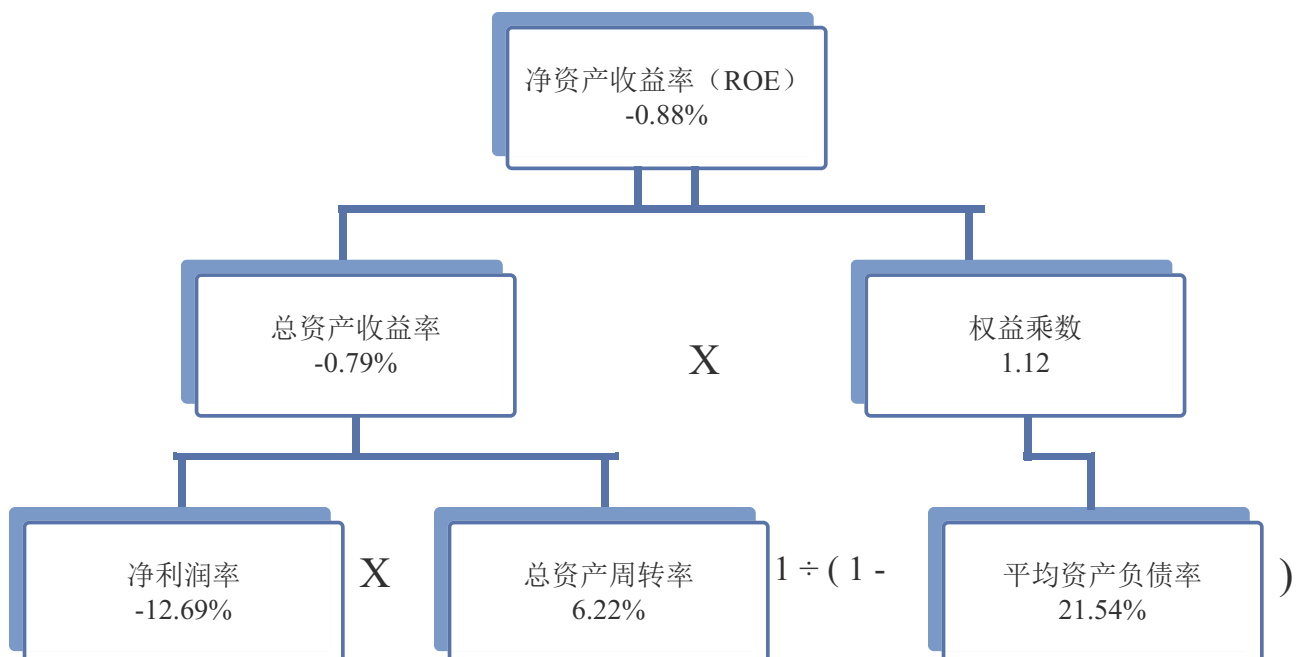 净资产收益率（ROE）
-0.88%
总资产收益率
-0.79%
X
权益乘数
1.12
净利润率
-12.69%
X
总资产周转率
6.22%
1 ÷ ( 1 -
平均资产负债率
21.54%
)